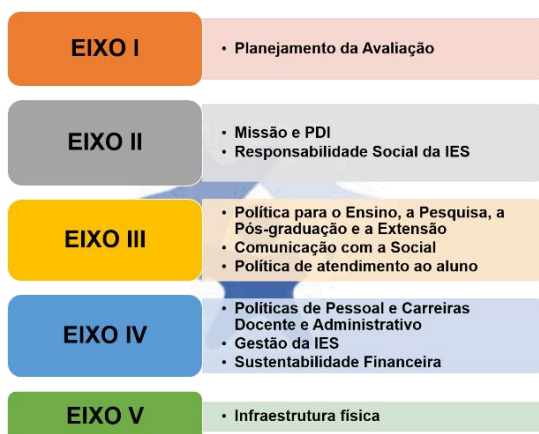 EIXO I
• Planejamento da Avaliação
EIXO II
• Missão e PDI
• Responsabilidade Social da IES
EIXO III
• Política para o Ensino, a Pesquisa, a
Pós-graduação e a Extensão
• Comunicação com a Social
• Política de atendimento ao aluno
EIXO IV
• Políticas de Pessoal e Carreiras
Docente e Administrativo
• Gestão da IES
• Sustentabilidade Financeira
EIXO V
• Infraestrutura física